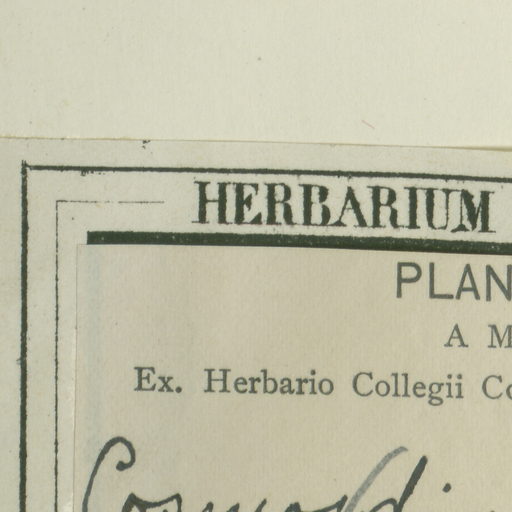 HERBARIUM
PLAN
A M
Ex. Herbario Collegii Co